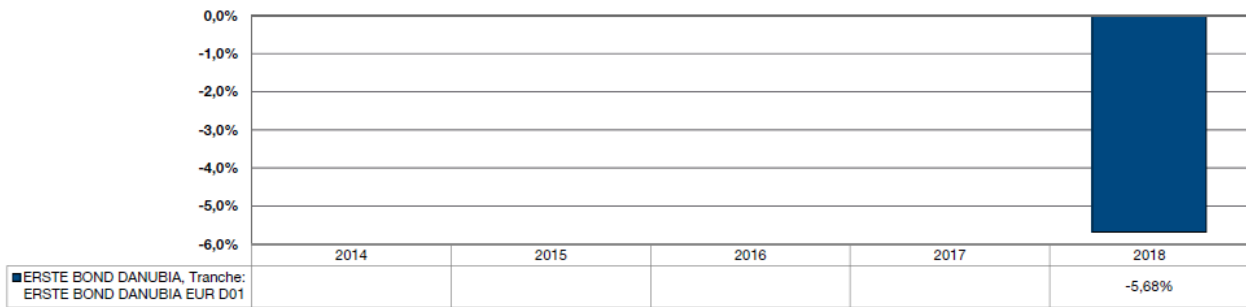 0,0%
-1,0%
-2,0%
-3,0%
-4,0%
-5,0%
-6,0%
2014 2015 2016 2017 2018
ERSTE BOND DANUBIA, Tranche:
ERSTE BOND DANUBIA EUR D01
-5,68%